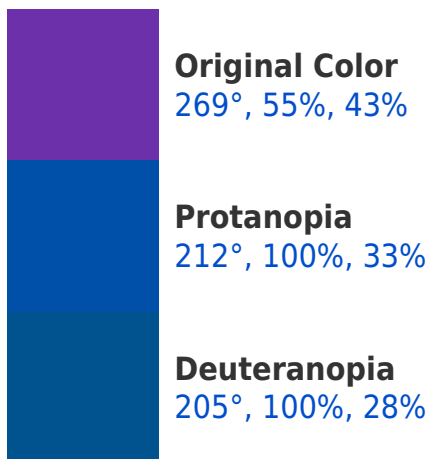 Original Color
269°, 55%, 43%
Protanopia
212°, 100%, 33%
Deuteranopia
205°, 100%, 28%